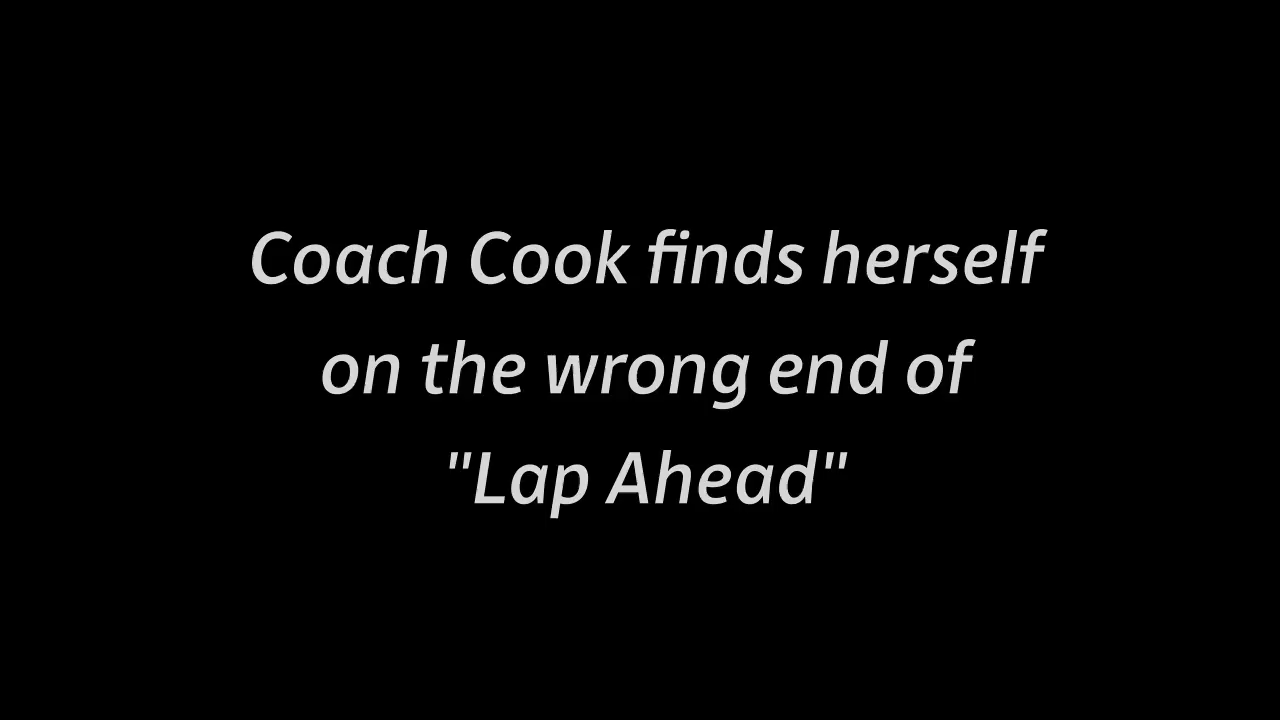 Coach Cook finds herself
on the wrong end of
"Lap Ahead"